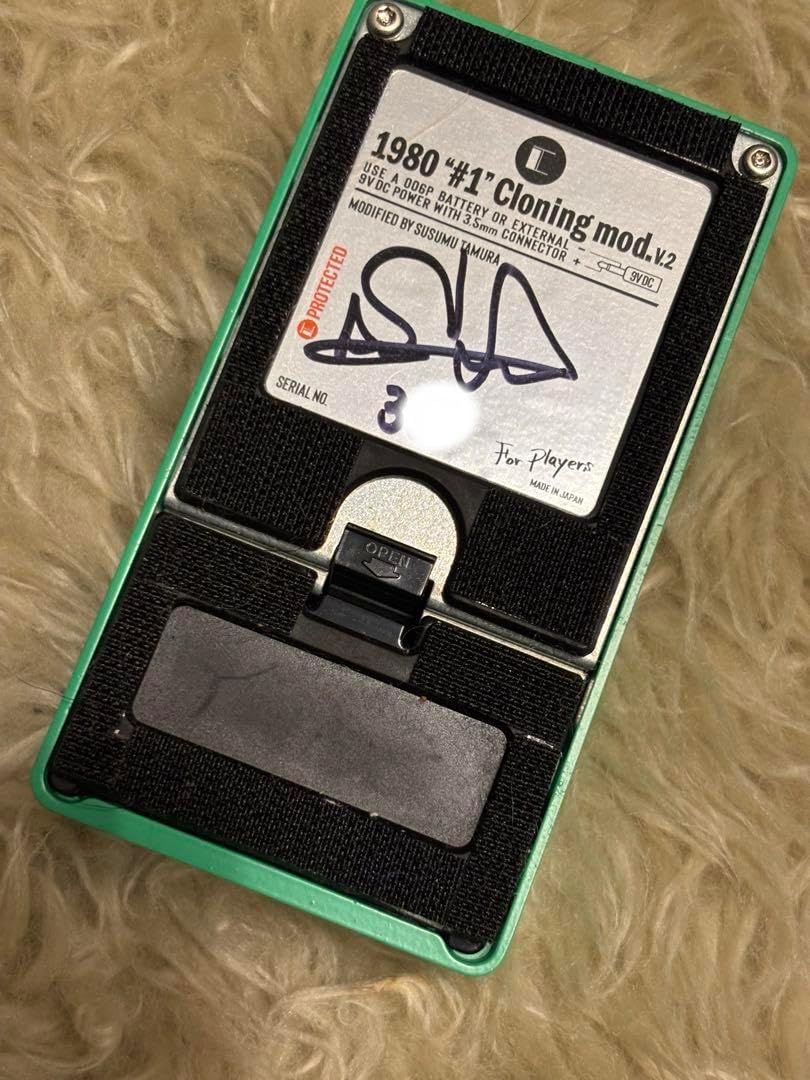 1980 "#1" Cloning mod.V.2
USE A 006P BATTERY OR EXTERNAL
9V DC POWER WITH 3.5mm CONNECTOR
- + 9V DC
MODIFIED BY SUSUMU TAMURA
PROTECTED
SERIAL NO.
3
For Players
MADE IN JAPAN
OPEN